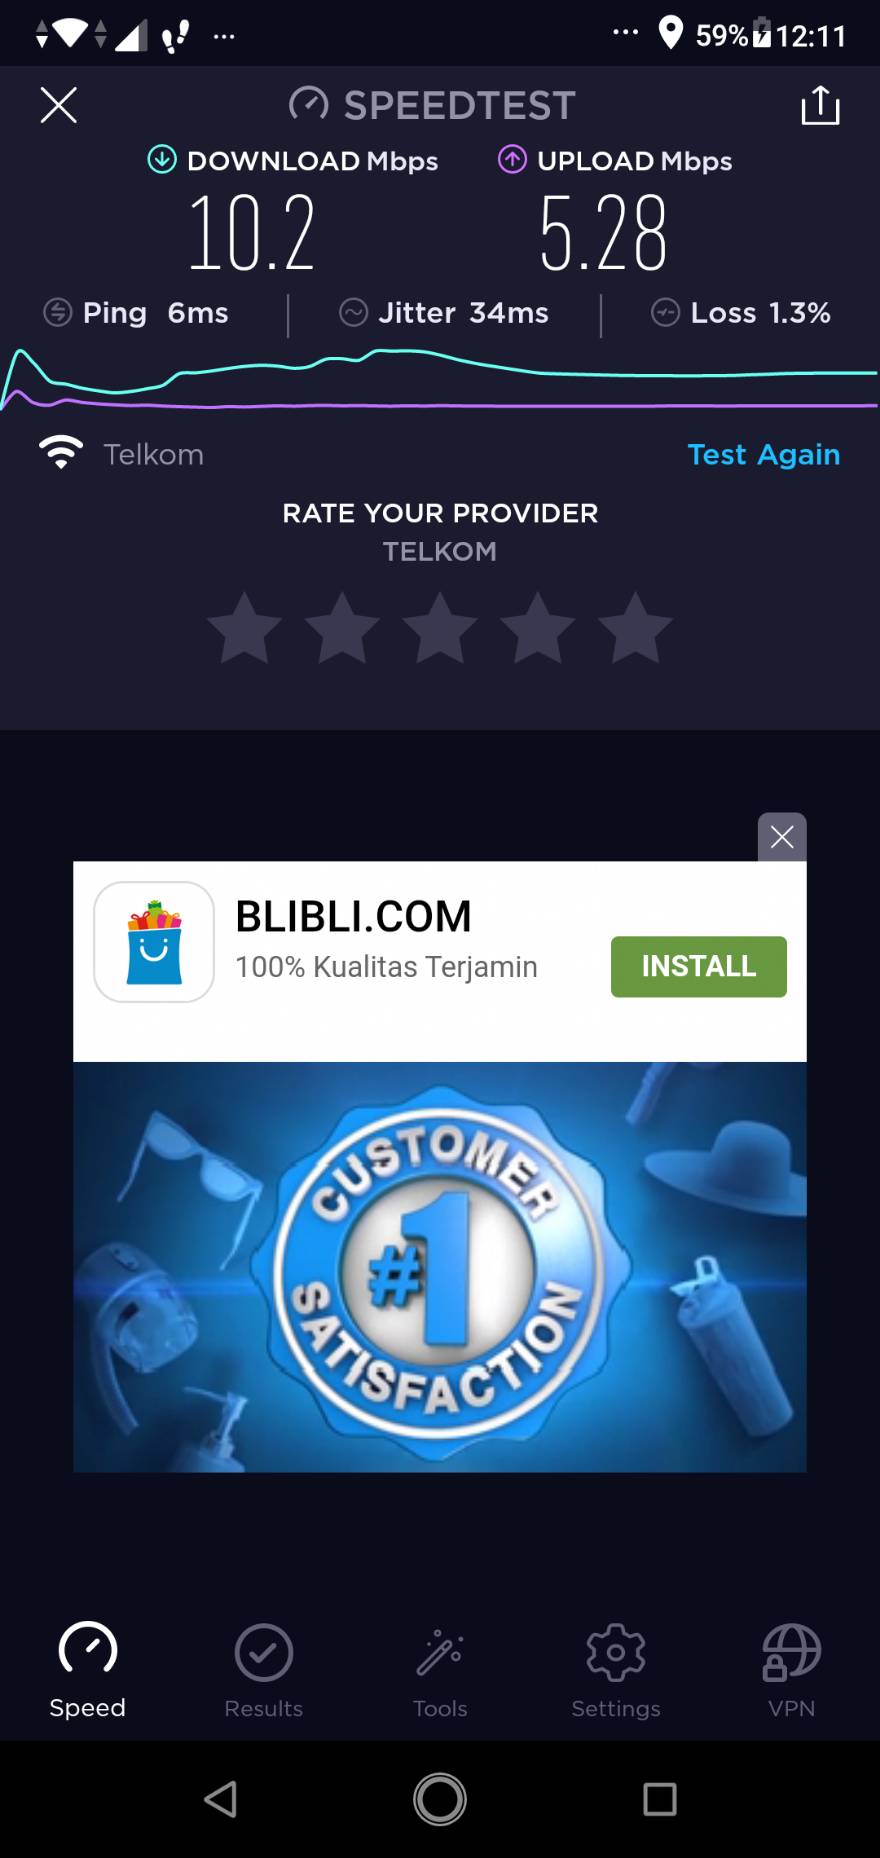 59% 12:11
SPEEDTEST
DOWNLOAD Mbps UPLOAD Mbps
10.2 5.28
Ping 6ms Jitter 34ms Loss 1.3%
Telkom Test Again
RATE YOUR PROVIDER
TELKOM
BLIBLI.COM
100% Kualitas Terjamin
INSTALL
CUSTOMER
#1
SATISFACTION
Speed Results Tools Settings VPN